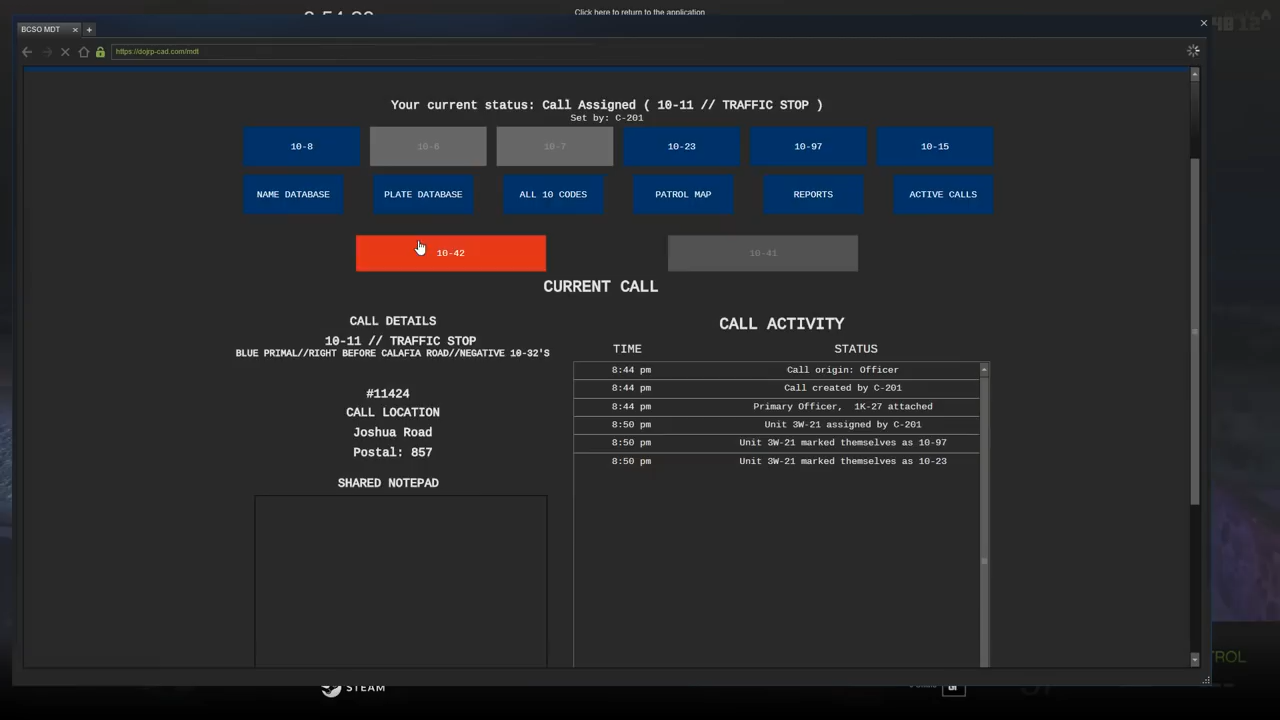 Click here to return to the application
BCSO MDT
https://dojrp-cad.com/mdt
Your current status: Call Assigned ( 10-11 // TRAFFIC STOP )
Set by: C-201
10-8 10-6 10-7 10-23 10-97 10-15
NAME DATABASE PLATE DATABASE ALL 10 CODES PATROL MAP REPORTS ACTIVE CALLS
10-42 10-41
CURRENT CALL
CALL DETAILS
10-11 // TRAFFIC STOP
BLUE PRIMAL//RIGHT BEFORE CALAFIA ROAD//NEGATIVE 10-32'S
#11424
CALL LOCATION
Joshua Road
Postal: 857
SHARED NOTEPAD
CALL ACTIVITY
TIME STATUS
8:44 pm Call origin: Officer
8:44 pm Call created by C-201
8:44 pm Primary Officer, 1K-27 attached
8:50 pm Unit 3W-21 assigned by C-201
8:50 pm Unit 3W-21 marked themselves as 10-97
8:50 pm Unit 3W-21 marked themselves as 10-23
STEAM